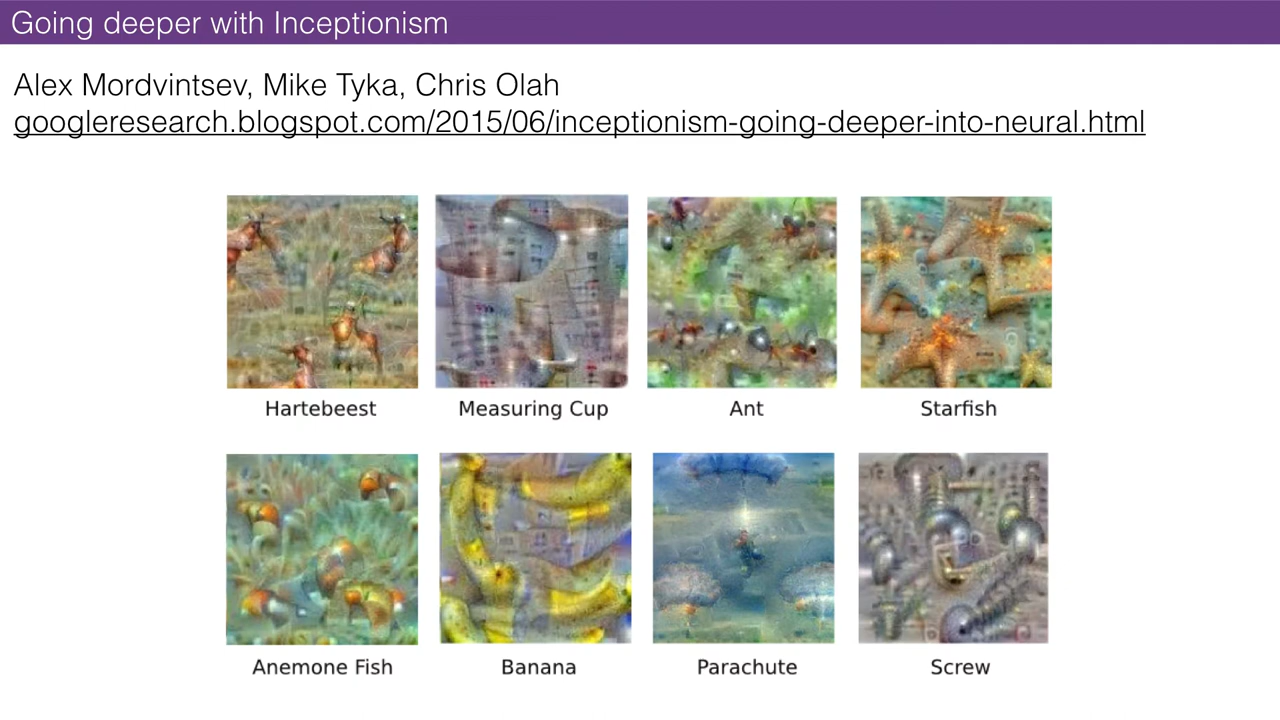 Going deeper with Inceptionism
Alex Mordvintsev, Mike Tyka, Chris Olah
googleresearch.blogspot.com/2015/06/inceptionism-going-deeper-into-neural.html
Hartebeest
Measuring Cup
Ant
Starfish
Anemone Fish
Banana
Parachute
Screw